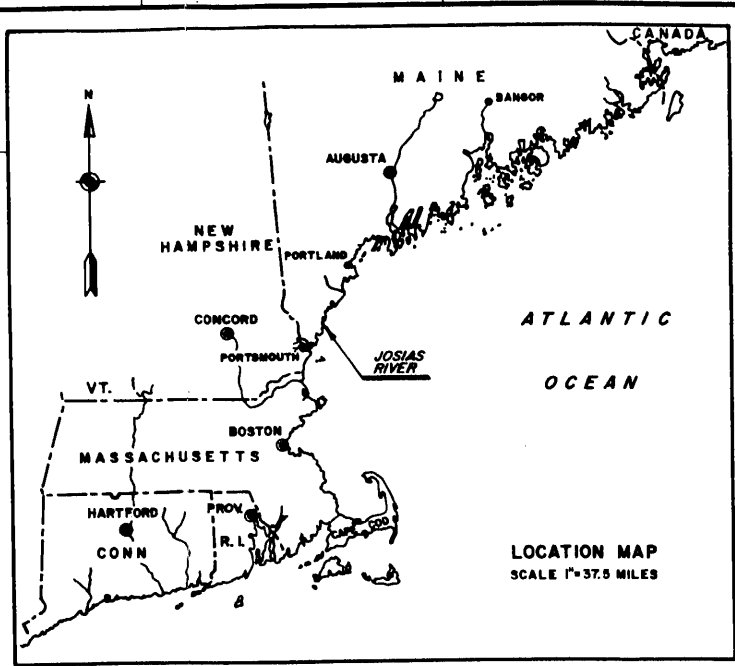 CANADA
MAINE
N
BANGOR
AUGUSTA
NEW
HAMPSHIRE
PORTLAND
CONCORD
ATLANTIC
PORTSMOUTH
JOSIAS
RIVER
OCEAN
VT.
BOSTON
MASSACHUSETTS
HARTFORD
PROV.
CAPE COD
R.I.
CONN
LOCATION MAP
SCALE 1"=37.5 MILES